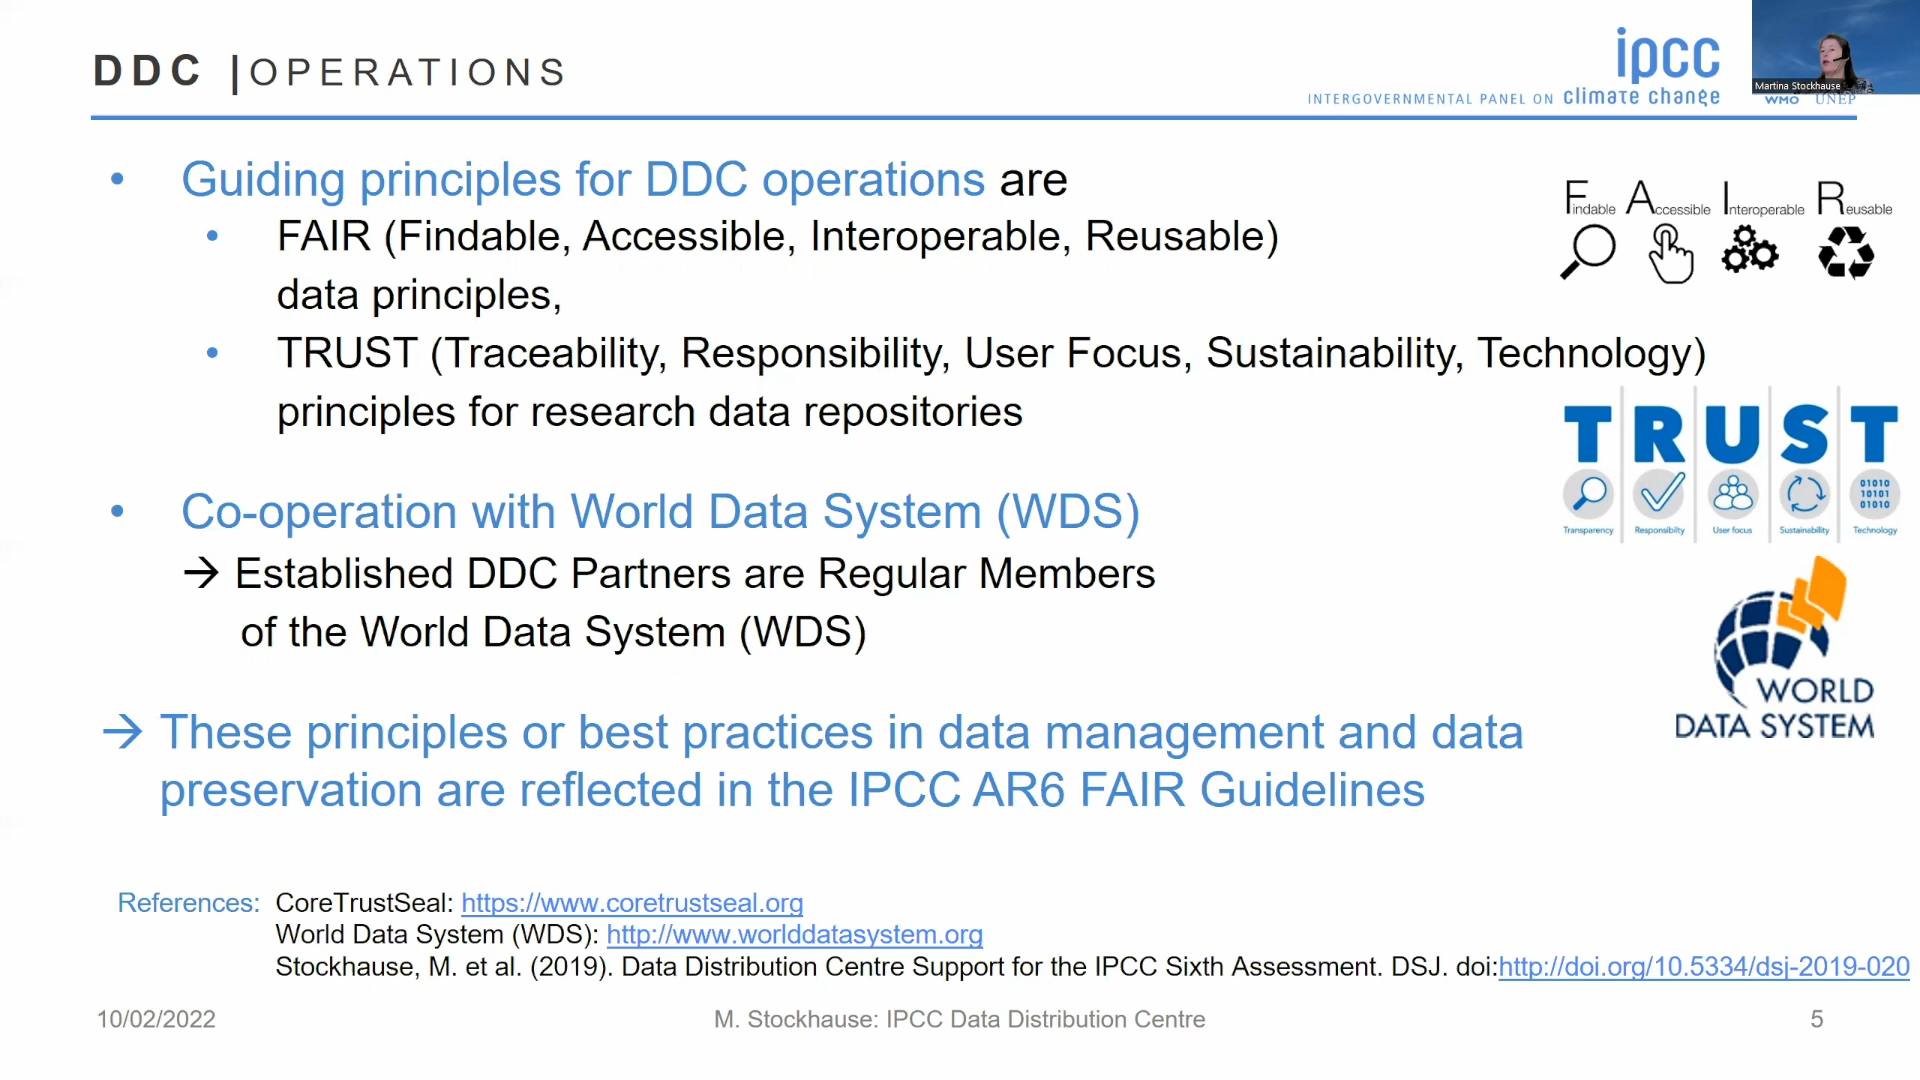 DDC |OPERATIONS
ipcc
INTERGOVERNMENTAL PANEL ON climate change
Martina Stockhause
WMO UNEP
• Guiding principles for DDC operations are
• FAIR (Findable, Accessible, Interoperable, Reusable)
data principles,
• TRUST (Traceability, Responsibility, User Focus, Sustainability, Technology)
principles for research data repositories
Findable Accessible Interoperable Reusable
TRUST
01010
10101
01010
Transparency Responsibilty User focus Sustainability Technology
• Co-operation with World Data System (WDS)
→ Established DDC Partners are Regular Members
of the World Data System (WDS)
WORLD
DATA SYSTEM
→ These principles or best practices in data management and data
preservation are reflected in the IPCC AR6 FAIR Guidelines
References: CoreTrustSeal: https://www.coretrustseal.org
World Data System (WDS): http://www.worlddatasystem.org
Stockhause, M. et al. (2019). Data Distribution Centre Support for the IPCC Sixth Assessment. DSJ. doi:http://doi.org/10.5334/dsj-2019-020
10/02/2022 M. Stockhause: IPCC Data Distribution Centre 5